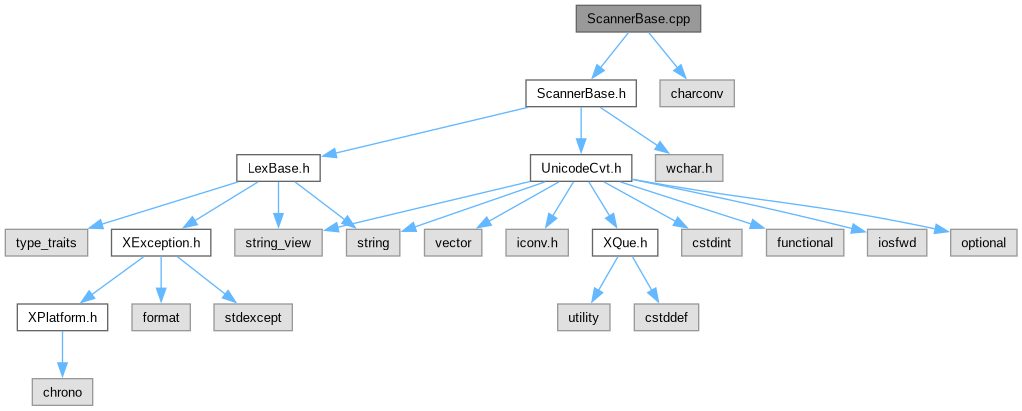 ScannerBase.cpp
ScannerBase.h
charconv
LexBase.h
UnicodeCvt.h
wchar.h
type_traits
XException.h
string_view
string
vector
iconv.h
XQue.h
cstdint
functional
iosfwd
optional
XPlatform.h
format
stdexcept
utility
cstddef
chrono